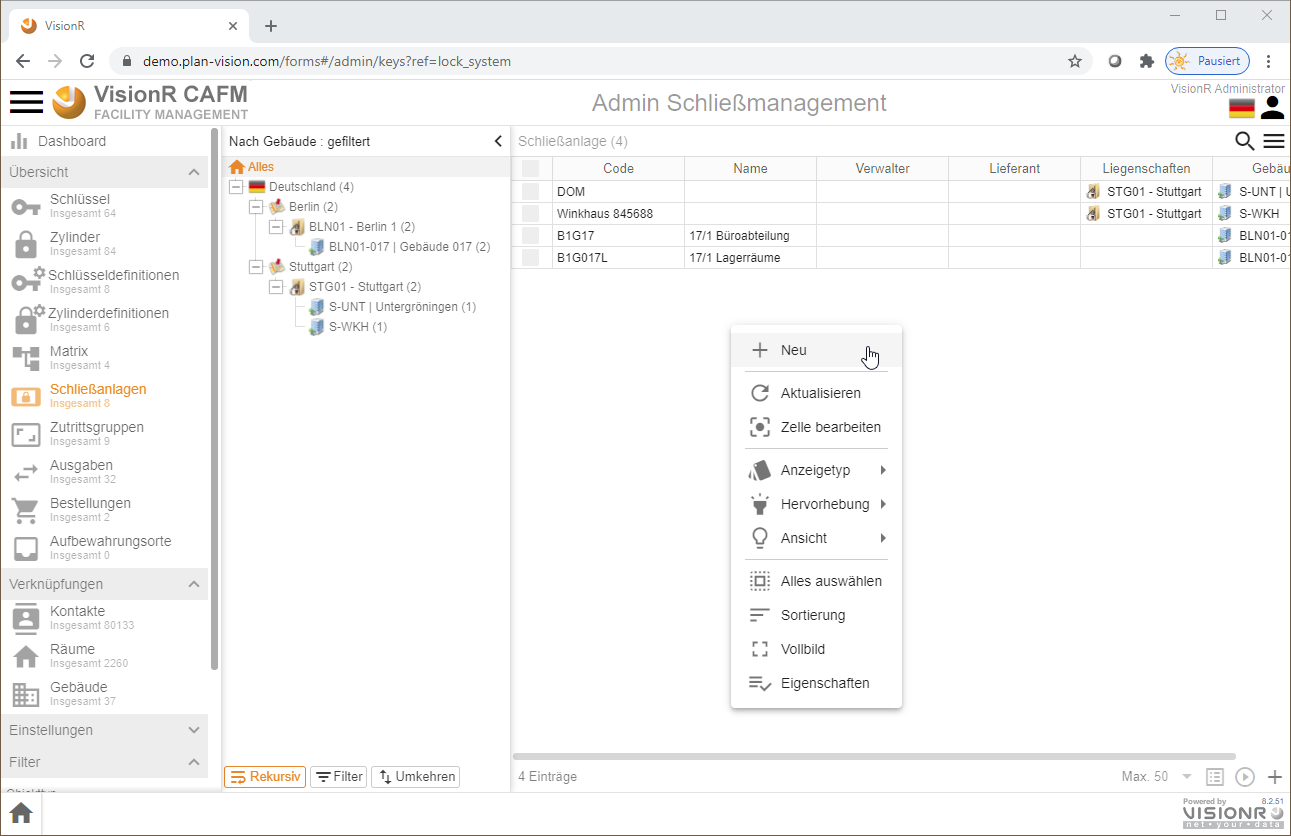 VisionR
demo.plan-vision.com/forms#/admin/keys?ref=lock_system
Pausiert
VisionR CAFM
FACILITY MANAGEMENT
Admin Schließmanagement
VisionR Administrator
Dashboard
Übersicht
Schlüssel
Insgesamt 64
Zylinder
Insgesamt 84
Schlüsseldefinitionen
Insgesamt 8
Zylinderdefinitionen
Insgesamt 6
Matrix
Insgesamt 4
Schließanlagen
Insgesamt 8
Zutrittsgruppen
Insgesamt 9
Ausgaben
Insgesamt 32
Bestellungen
Insgesamt 2
Aufbewahrungsorte
Insgesamt 0
Verknüpfungen
Kontakte
Insgesamt 80133
Räume
Insgesamt 2260
Gebäude
Insgesamt 37
Einstellungen
Filter
Nach Gebäude : gefiltert
Alles
Deutschland (4)
Berlin (2)
BLN01 - Berlin 1 (2)
BLN01-017 | Gebäude 017 (2)
Stuttgart (2)
STG01 - Stuttgart (2)
S-UNT | Untergröningen (1)
S-WKH (1)
Rekursiv Filter Umkehren
Schließanlage (4)
Code Name Verwalter Lieferant Liegenschaften Gebäu
DOM STG01 - Stuttgart S-UNT | U
Winkhaus 845688 STG01 - Stuttgart S-WKH
B1G17 17/1 Büroabteilung BLN01-01
B1G017L 17/1 Lagerräume BLN01-01
Neu
Aktualisieren
Zelle bearbeiten
Anzeigetyp
Hervorhebung
Ansicht
Alles auswählen
Sortierung
Vollbild
Eigenschaften
4 Einträge Max. 50
Powered by 8.2.51
VISIONR
net•your•data